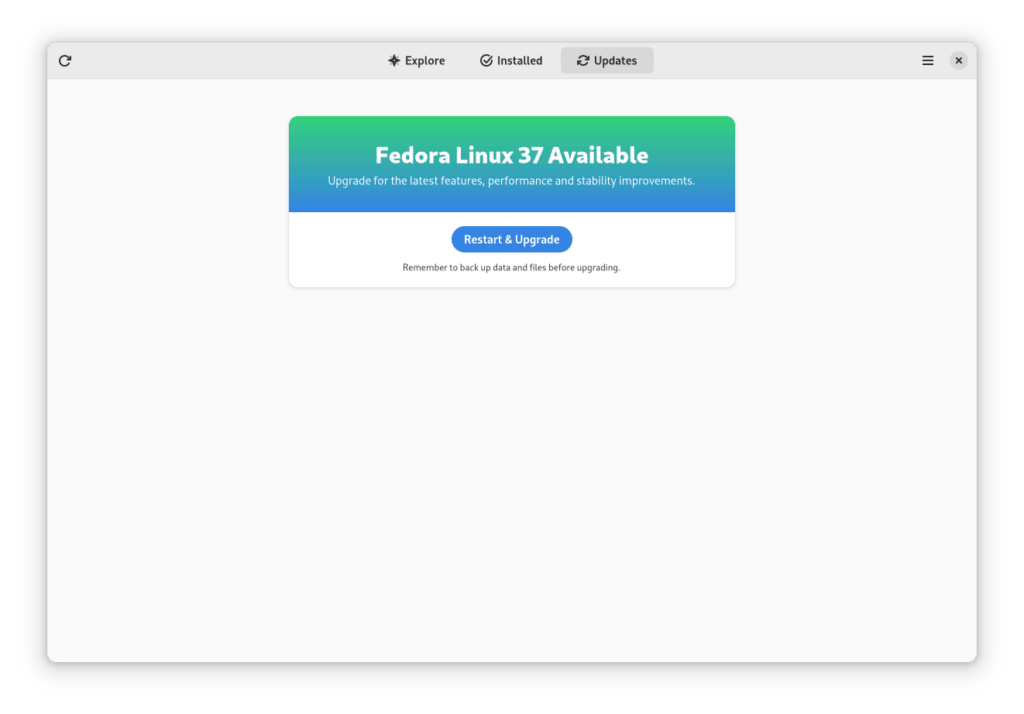 Explore
Installed
Updates
Fedora Linux 37 Available
Upgrade for the latest features, performance and stability improvements.
Restart & Upgrade
Remember to back up data and files before upgrading.